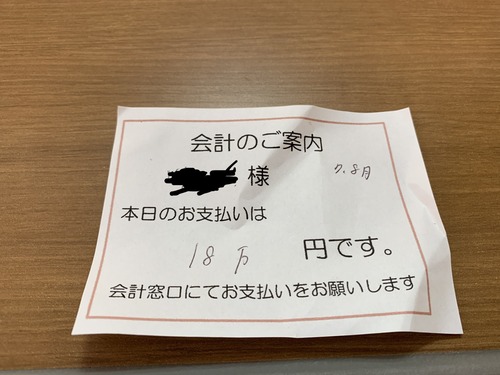 会計のご案内
様 7.8月
本日のお支払いは
18万 円です。
会計窓口にてお支払いをお願いします